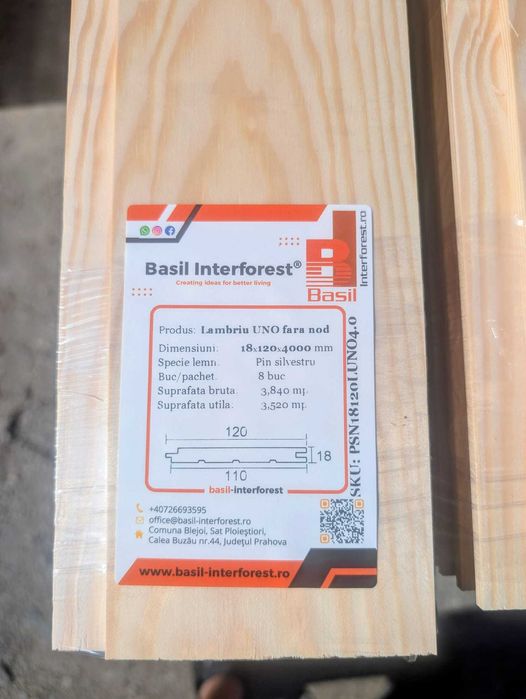 Basil Interforest®
Creating ideas for better living
Basil
Interforest.ro
Produs: Lambriu UNO fara nod
Dimensiuni: 18x120x4000 mm
Specie lemn: Pin silvestru
Buc/pachet: 8 buc
Suprafata bruta: 3,840 mp.
Suprafata utila: 3,520 mp.
120
18
110
basil-interforest
SKU: PSN18120LUNO4.0
+40726693595
office@basil-interforest.ro
Comuna Blejoi, Sat Ploieștiori,
Calea Buzău nr.44, Județul Prahova
www.basil-interforest.ro